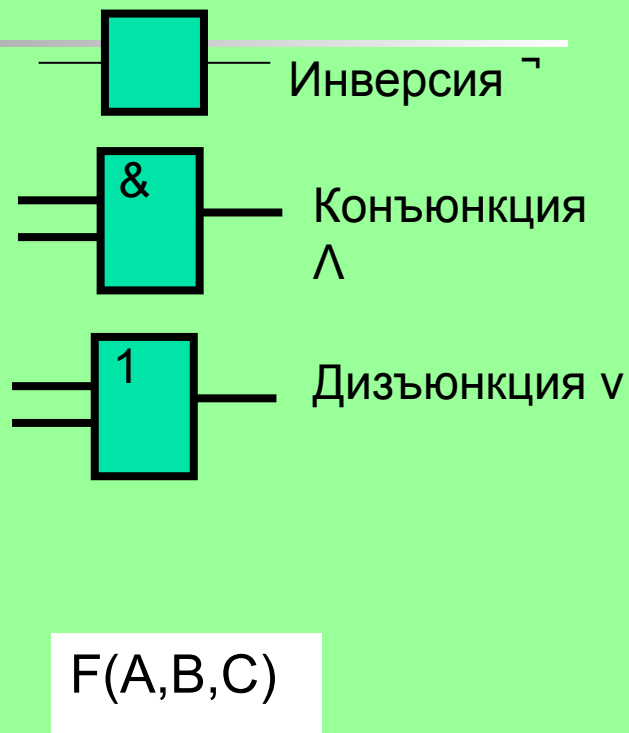 Инверсия ¬
&
Конъюнкция
Λ
1
Дизъюнкция v
F(A,B,C)